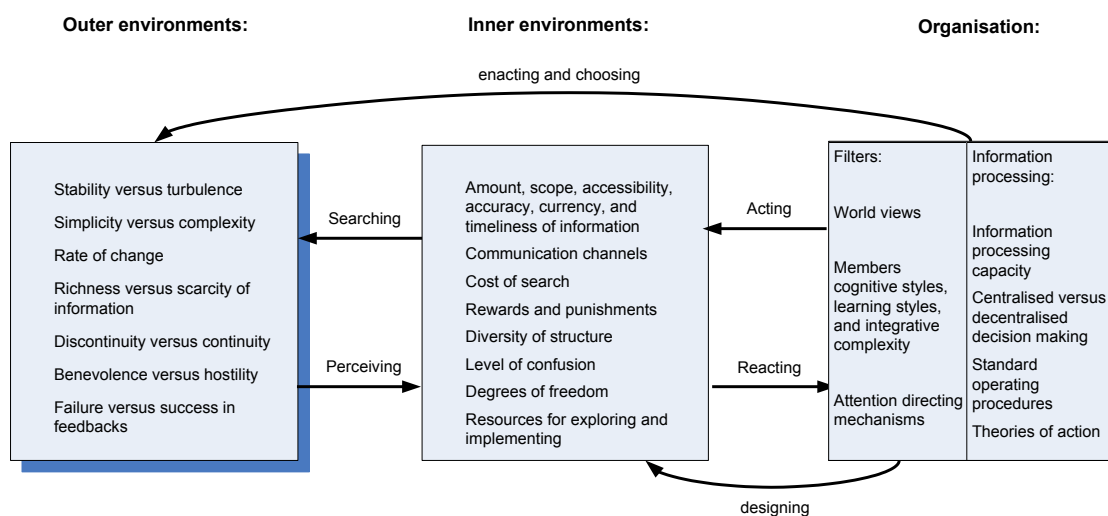 Outer environments:
Inner environments:
Organisation:
enacting and choosing
Stability versus turbulence
Simplicity versus complexity
Rate of change
Richness versus scarcity of
information
Discontinuity versus continuity
Benevolence versus hostility
Failure versus success in
feedbacks
Searching
Perceiving
Amount, scope, accessibility,
accuracy, currency, and
timeliness of information
Communication channels
Cost of search
Rewards and punishments
Diversity of structure
Level of confusion
Degrees of freedom
Resources for exploring and
implementing
Acting
Reacting
Filters:
World views
Members
cognitive styles,
learning styles,
and integrative
complexity
Attention directing
mechanisms
Information
processing:
Information
processing
capacity
Centralised versus
decentralised
decision making
Standard
operating
procedures
Theories of action
designing